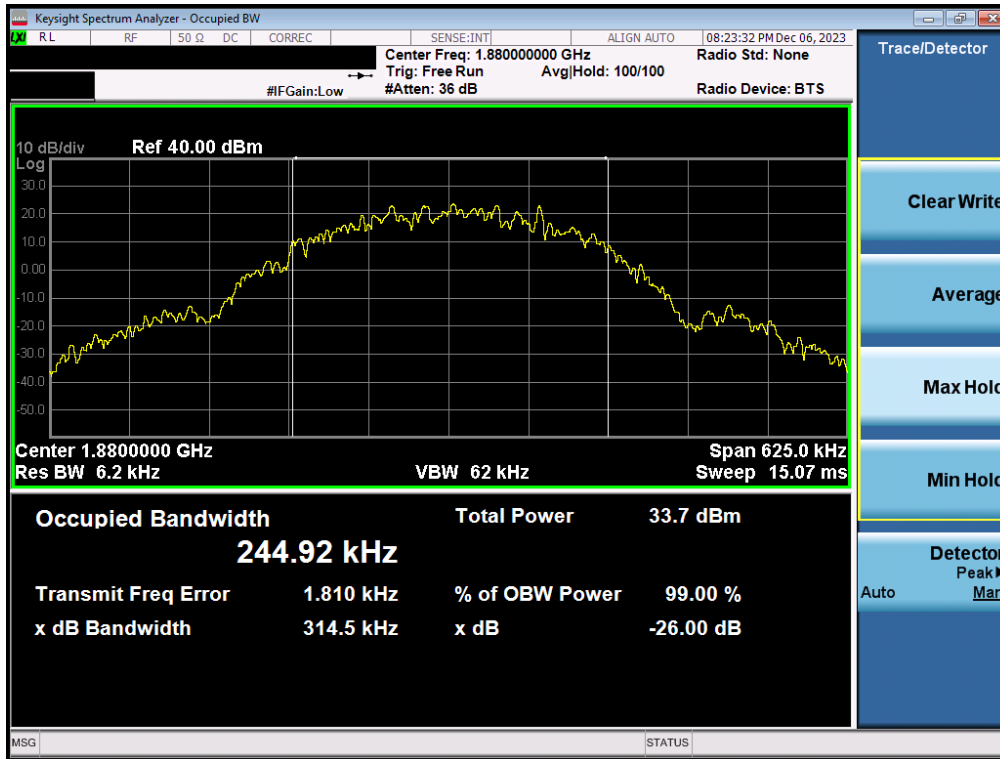 Keysight Spectrum Analyzer - Occupied BW
LXI RL RF 50 Ω DC CORREC SENSE:INT ALIGN AUTO 08:23:32 PM Dec 06, 2023
Center Freq: 1.880000000 GHz Radio Std: None
Trig: Free Run Avg|Hold: 100/100
#IFGain:Low #Atten: 36 dB Radio Device: BTS
Trace/Detector
10 dB/div Ref 40.00 dBm
Log
30.0
20.0
10.0
0.00
-10.0
-20.0
-30.0
-40.0
-50.0
Center 1.8800000 GHz Span 625.0 kHz
Res BW 6.2 kHz VBW 62 kHz Sweep 15.07 ms
Occupied Bandwidth Total Power 33.7 dBm
244.92 kHz
Transmit Freq Error 1.810 kHz % of OBW Power 99.00 %
x dB Bandwidth 314.5 kHz x dB -26.00 dB
Clear Write
Average
Max Hold
Min Hold
Detector
Peak
Auto Man
MSG STATUS